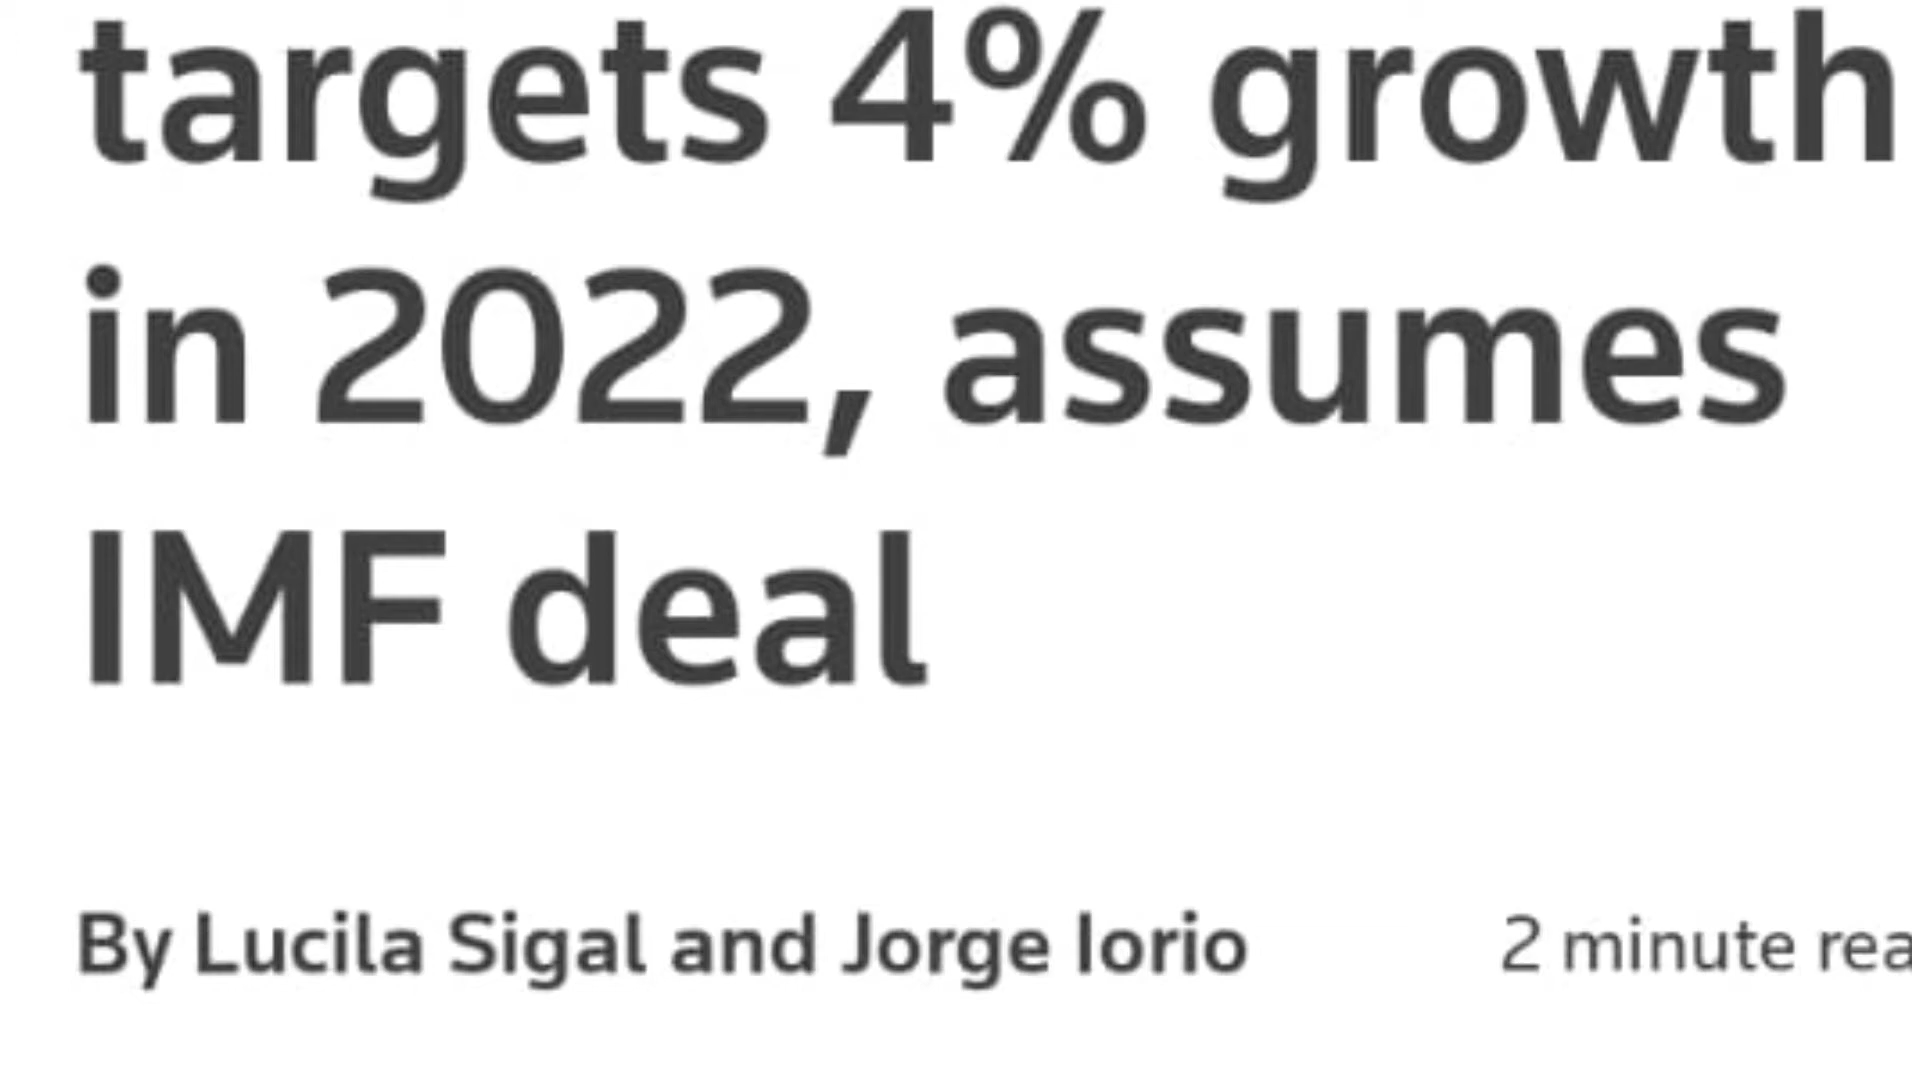 targets 4% growth
in 2022, assumes
IMF deal
By Lucila Sigal and Jorge Iorio
2 minute rea